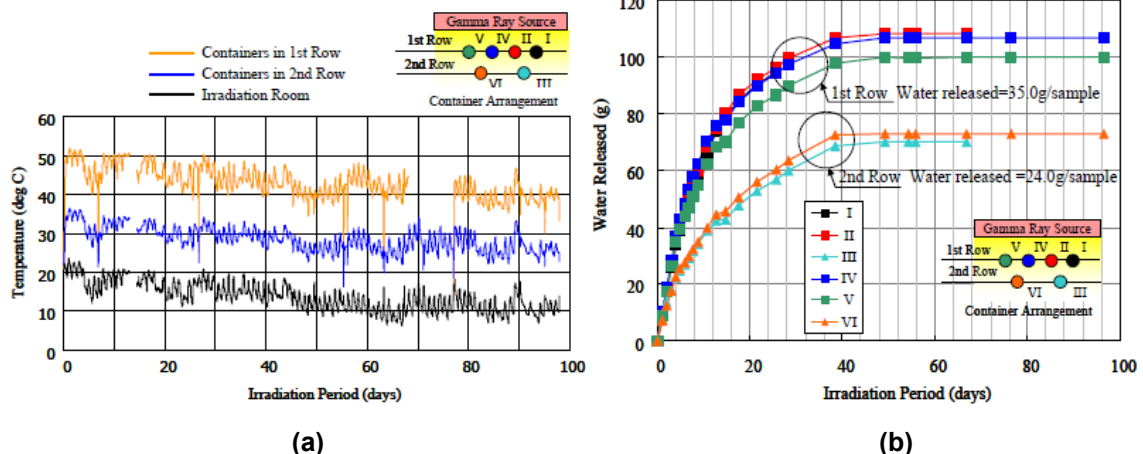 Gamma Ray Source
1st Row V IV II I
2nd Row
VI III
Container Arrangement
Containers in 1st Row
Containers in 2nd Row
Irradiation Room
60
50
40
30
20
10
0
Temperature (deg C)
0 20 40 60 80 100
Irradiation Period (days)
(a)
120
100
80
60
40
20
0
Water Released (g)
1st Row Water released=35.0g/sample
2nd Row Water released =24.0g/sample
I
II
III
IV
V
VI
Gamma Ray Source
1st Row V IV II I
2nd Row
VI III
Container Arrangement
0 20 40 60 80 100
Irradiation Period (days)
(b)